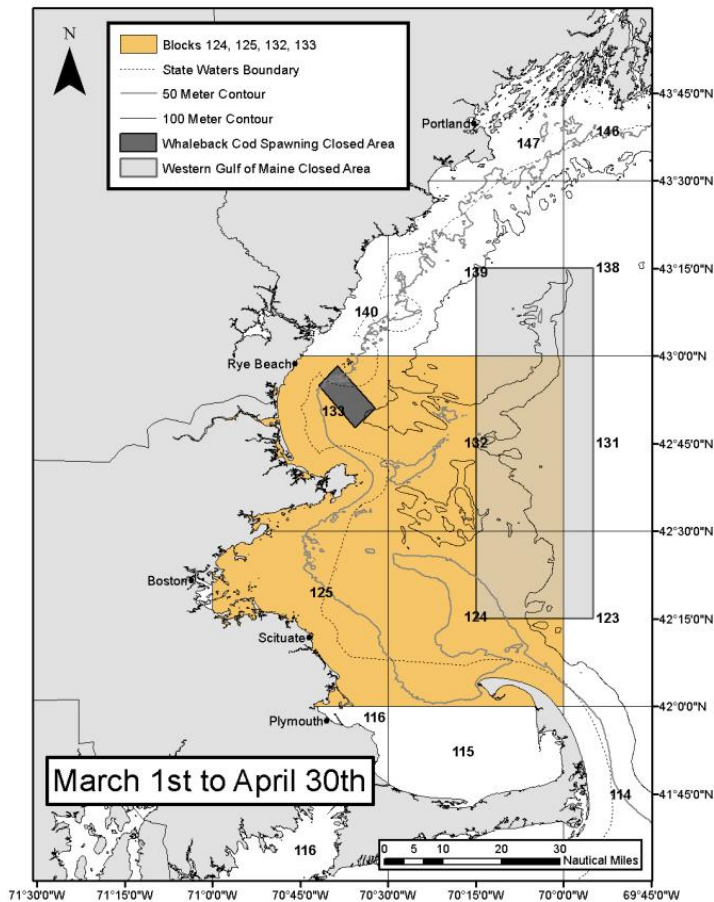 N
Blocks 124, 125, 132, 133
State Waters Boundary
50 Meter Contour
100 Meter Contour
Whaleback Cod Spawning Closed Area
Western Gulf of Maine Closed Area
43°45'0"N
Portland
146
147
43°30'0"N
139
138
43°15'0"N
140
43°0'0"N
Rye Beach
133
132
131
42°45'0"N
42°30'0"N
Boston
125
124
123
42°15'0"N
Scituate
42°0'0"N
Plymouth
116
115
March 1st to April 30th
114
41°45'0"N
116
0
5
10
20
30
Nautical Miles
71°30'0"W
71°15'0"W
71°0'0"W
70°45'0"W
70°30'0"W
70°15'0"W
70°0'0"W
69°45'0"W